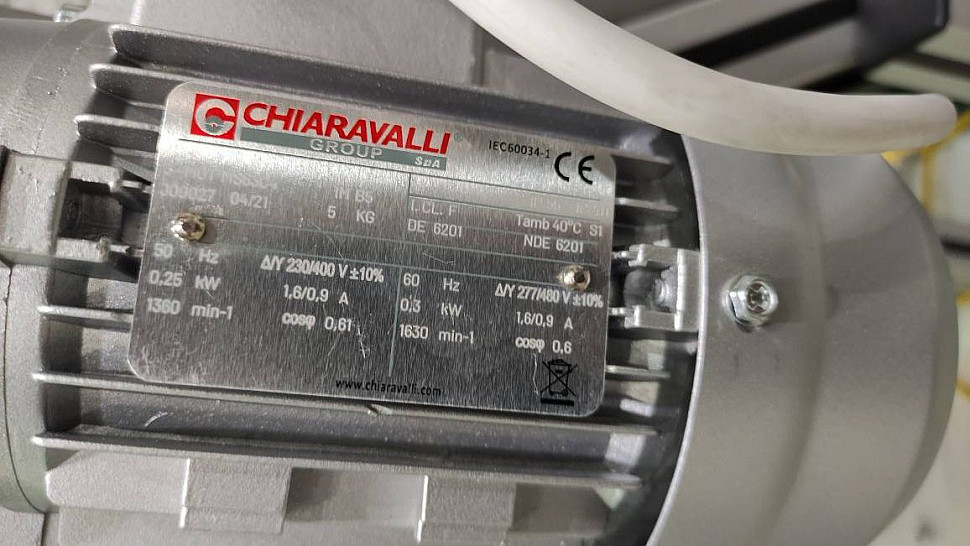 CHIARAVALLI
GROUP SpA
IEC60034-1 CE
04/21 IM B5
5 KG
I.CL. F Tamb 40°C S1
DE 6201 NDE 6201
50 Hz Δ/Y 230/400 V ±10%
0,25 kW 1,6/0,9 A
1360 min-1 cosφ 0,61
60 Hz Δ/Y 277/480 V ±10%
0,3 kW 1,6/0,9 A
1630 min-1 cosφ 0,6
www.chiaravalli.com